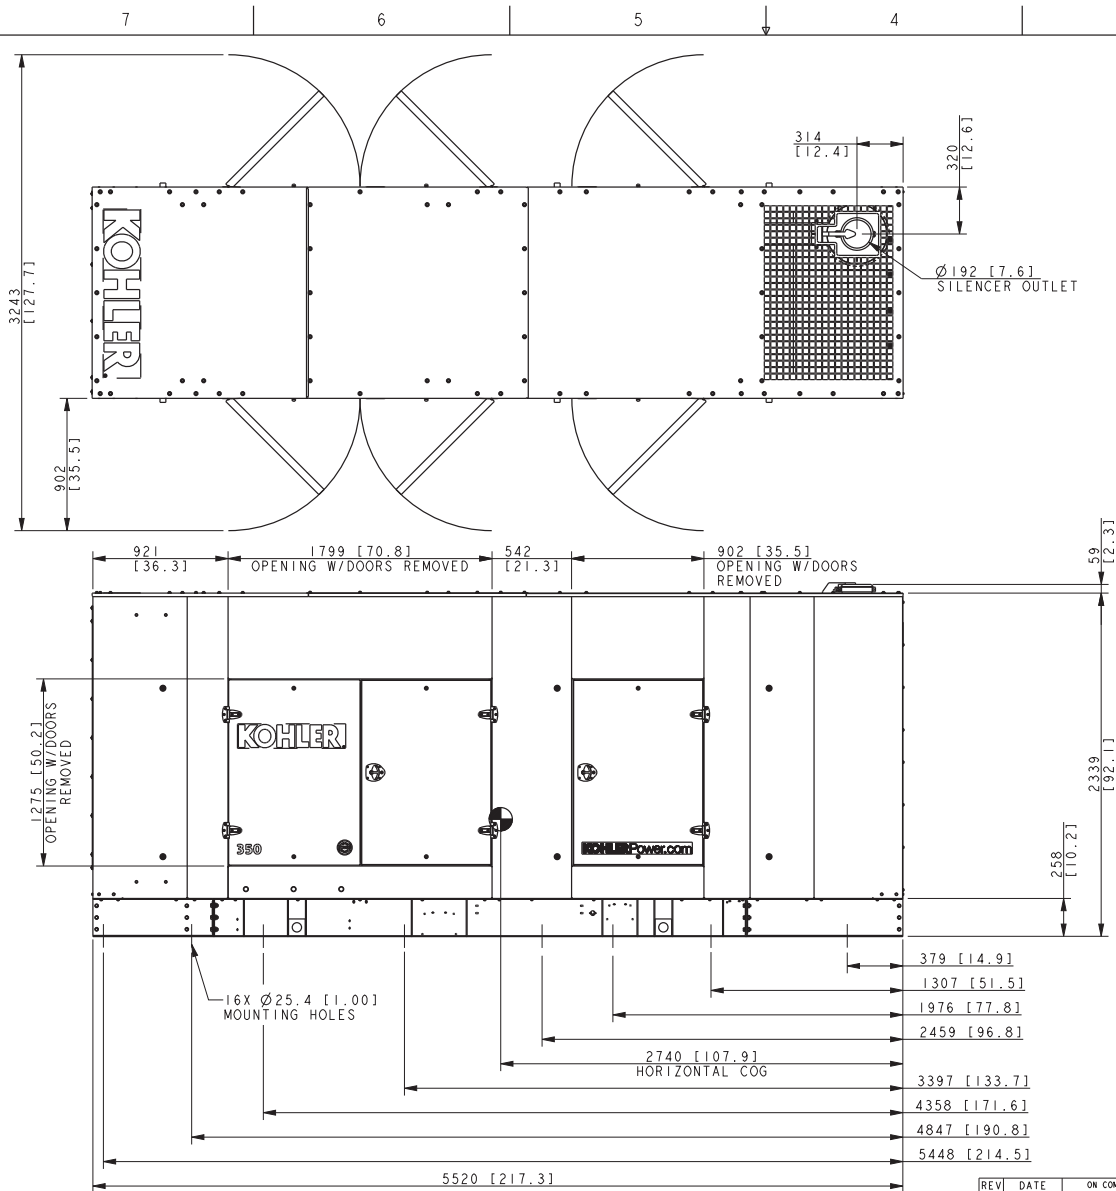 7
6
5
4
314
[12.4]
320
[12.6]
KOHLER
3243
[127.7]
Ø192 [7.6]
SILENCER OUTLET
902
[35.5]
921
[36.3]
1799 [70.8]
OPENING W/DOORS REMOVED
542
[21.3]
902 [35.5]
OPENING W/DOORS
REMOVED
59
[2.3]
1275 [50.2]
OPENING W/DOORS
REMOVED
KOHLER
350
KOHLERPower.com
2339
[92.1]
258
[10.2]
16X Ø25.4 [1.00]
MOUNTING HOLES
379 [14.9]
1307 [51.5]
1976 [77.8]
2459 [96.8]
2740 [107.9]
HORIZONTAL COG
3397 [133.7]
4358 [171.6]
4847 [190.8]
5448 [214.5]
5520 [217.3]
REV DATE ON COM